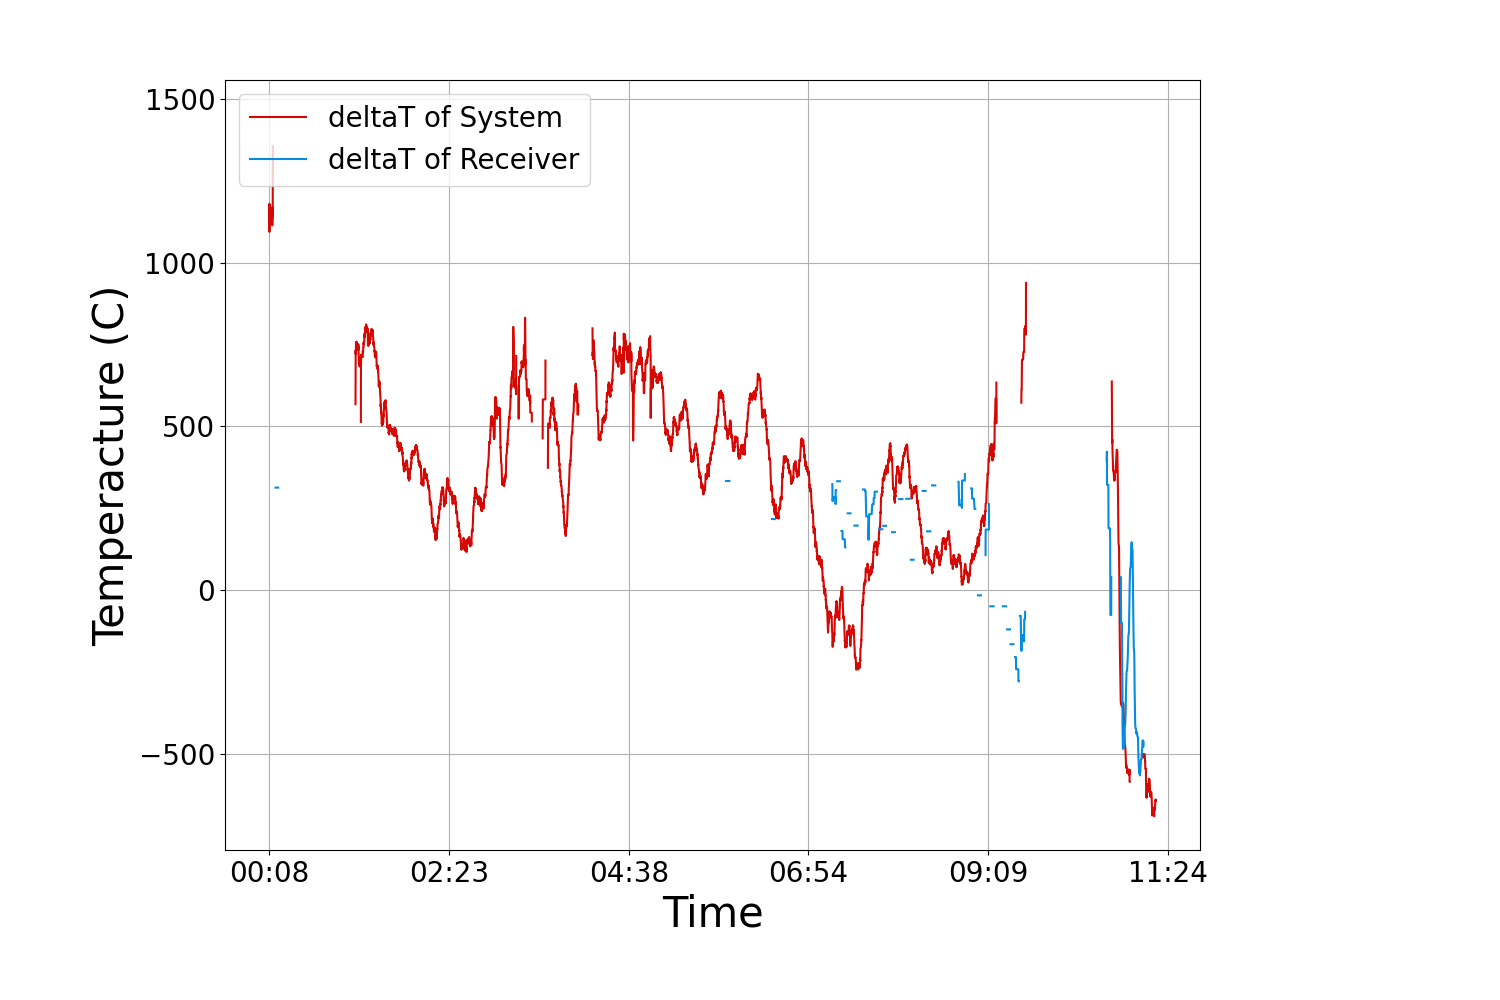 1500
1000
500
0
−500
deltaT of System
deltaT of Receiver
Temperacture (C)
00:08 02:23 04:38 06:54 09:09 11:24
Time